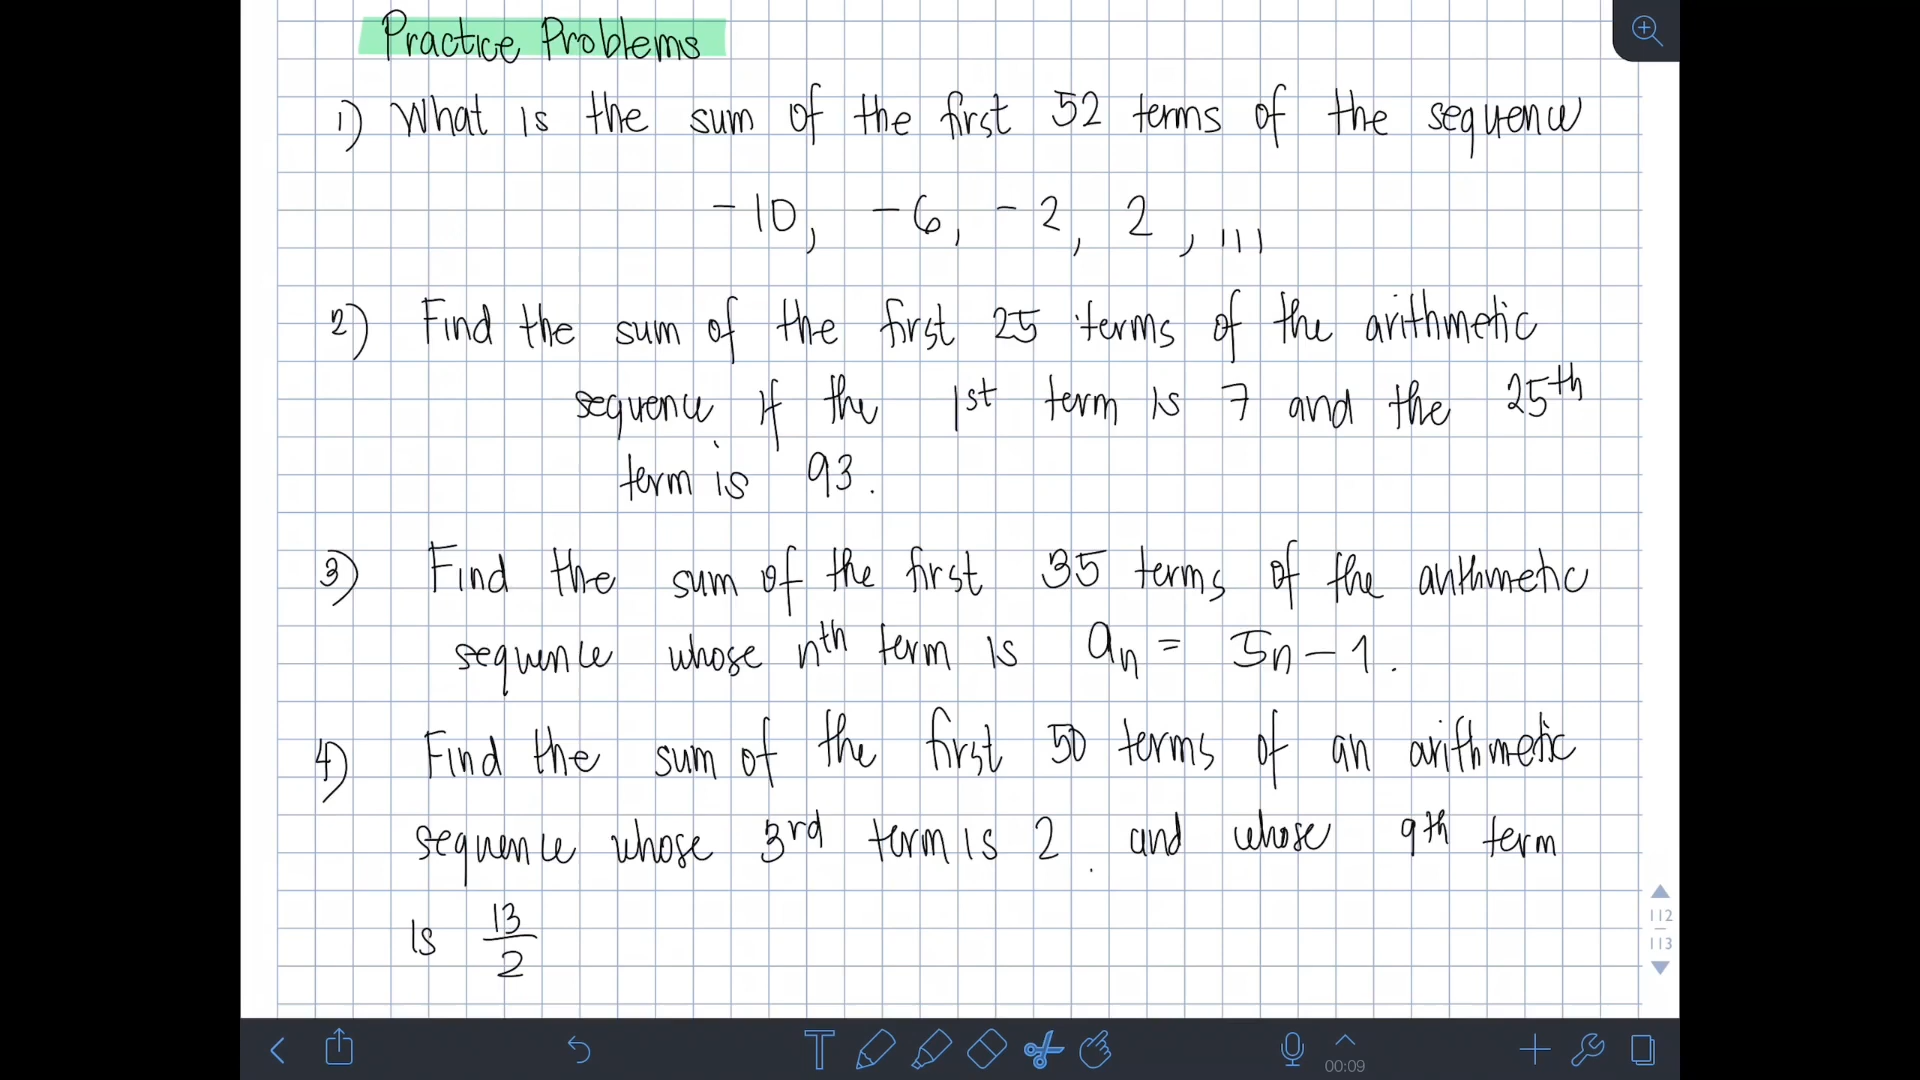 Practice Problems
1) What is the sum of the first 52 terms of the sequence
-10, -6, -2, 2, ...
2) Find the sum of the first 25 terms of the arithmetic
sequence if the 1st term is 7 and the 25th
term is 93.
3) Find the sum of the first 35 terms of the arithmetic
sequence whose nth term is an = 5n - 1.
4) Find the sum of the first 50 terms of an arithmetic
sequence whose 3rd term is 2 and whose 9th term
is 13/2
112
113
T
00:09